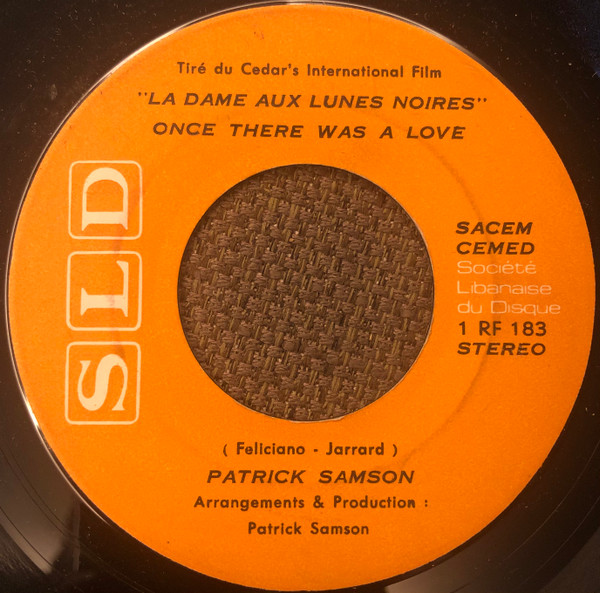 Tiré du Cedar's International Film
"LA DAME AUX LUNES NOIRES"
ONCE THERE WAS A LOVE
SLD
SACEM
CEMED
Société
Libanaise
du Disque
1 RF 183
STEREO
( Feliciano - Jarrard )
PATRICK SAMSON
Arrangements & Production :
Patrick Samson